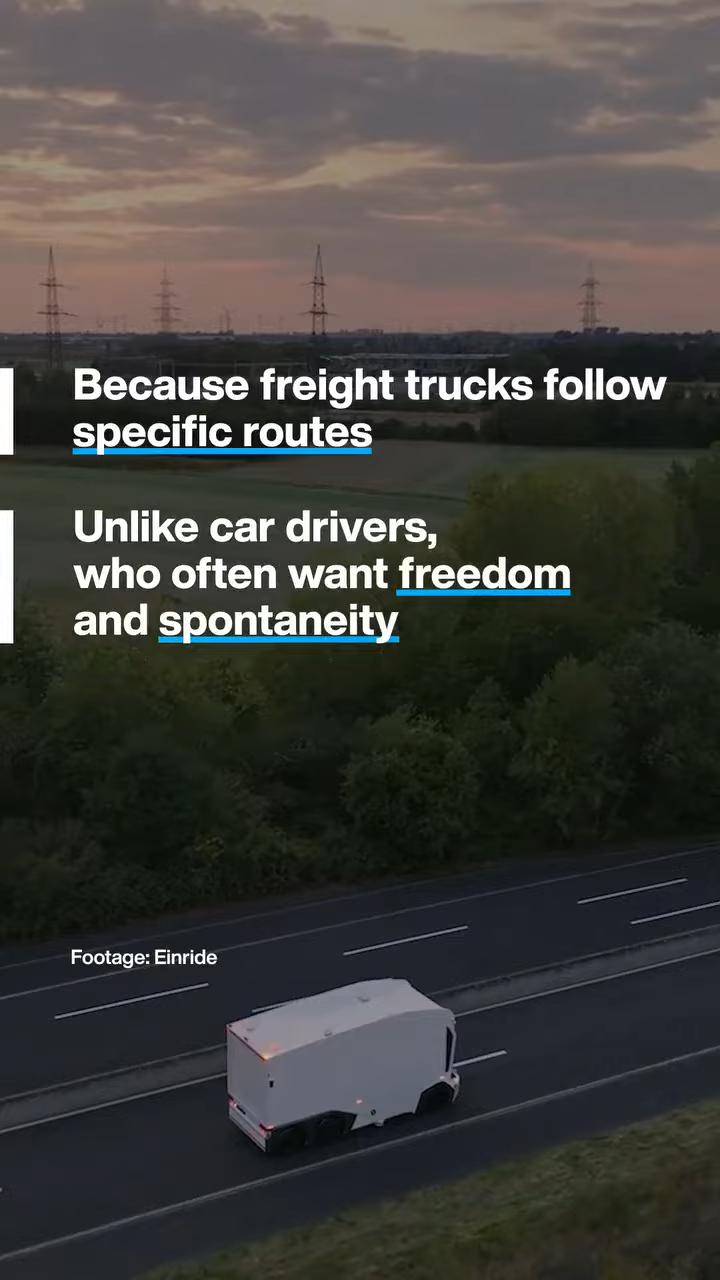 Because freight trucks follow
specific routes
Unlike car drivers,
who often want freedom
and spontaneity
Footage: Einride